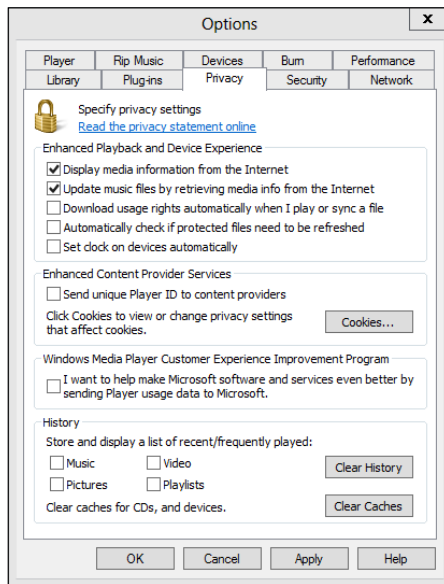 Options
x
Player Rip Music Devices Burn Performance
Library Plug-ins Privacy Security Network
Specify privacy settings
Read the privacy statement online
Enhanced Playback and Device Experience
Display media information from the Internet
Update music files by retrieving media info from the Internet
Download usage rights automatically when I play or sync a file
Automatically check if protected files need to be refreshed
Set clock on devices automatically
Enhanced Content Provider Services
Send unique Player ID to content providers
Click Cookies to view or change privacy settings
that affect cookies.
Cookies...
Windows Media Player Customer Experience Improvement Program
I want to help make Microsoft software and services even better by
sending Player usage data to Microsoft.
History
Store and display a list of recent/frequently played:
Music Video
Clear History
Pictures Playlists
Clear caches for CDs, and devices.
Clear Caches
OK Cancel Apply Help